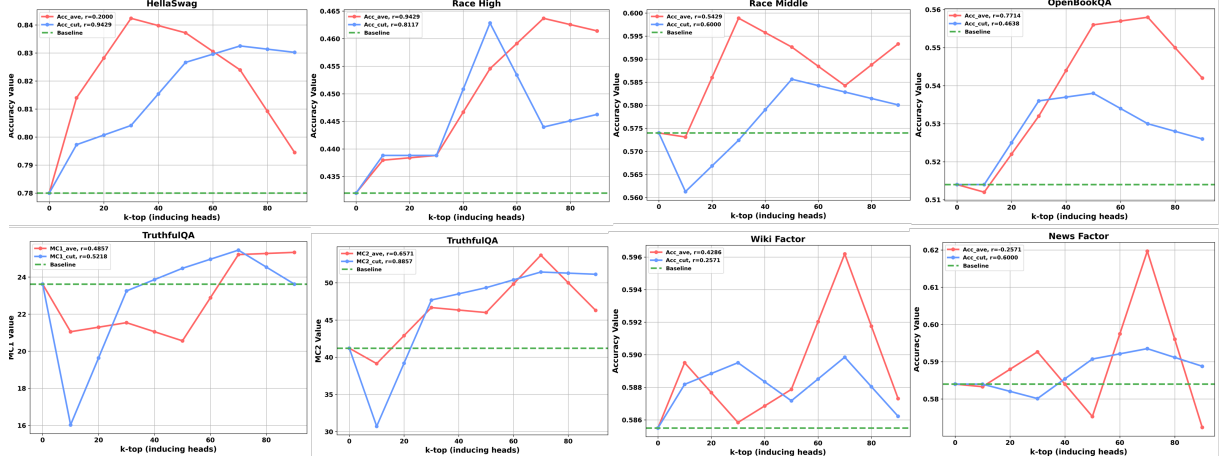 HellaSwag
Acc_ave, r=0.2000
Acc_cut, r=0.9429
Baseline
Accuracy Value
0.84
0.83
0.82
0.81
0.80
0.79
0.78
0 20 40 60 80
k-top (inducing heads)
Race High
Acc_ave, r=0.9429
Acc_cut, r=0.8117
Baseline
Accuracy Value
0.465
0.460
0.455
0.450
0.445
0.440
0.435
0 20 40 60 80
k-top (inducing heads)
Race Middle
Acc_ave, r=0.5429
Acc_cut, r=0.6000
Baseline
Accuracy Value
0.600
0.595
0.590
0.585
0.580
0.575
0.570
0.565
0.560
0 20 40 60 80
k-top (inducing heads)
OpenBookQA
Acc_ave, r=0.7714
Acc_cut, r=0.4638
Baseline
Accuracy Value
0.56
0.55
0.54
0.53
0.52
0.51
0 20 40 60 80
k-top (inducing heads)
TruthfulQA
MC1_ave, r=0.4857
MC1_cut, r=0.5218
Baseline
MC1 Value
24
22
20
18
16
0 20 40 60 80
k-top (inducing heads)
TruthfulQA
MC2_ave, r=0.6571
MC2_cut, r=0.8857
Baseline
MC2 Value
50
45
40
35
30
0 20 40 60 80
k-top (inducing heads)
Wiki Factor
Acc_ave, r=0.4286
Acc_cut, r=0.2571
Baseline
Accuracy Value
0.596
0.594
0.592
0.590
0.588
0.586
0 20 40 60 80
k-top (inducing heads)
News Factor
Acc_ave, r=-0.2571
Acc_cut, r=0.6000
Baseline
Accuracy Value
0.62
0.61
0.60
0.59
0.58
0 20 40 60 80
k-top (inducing heads)